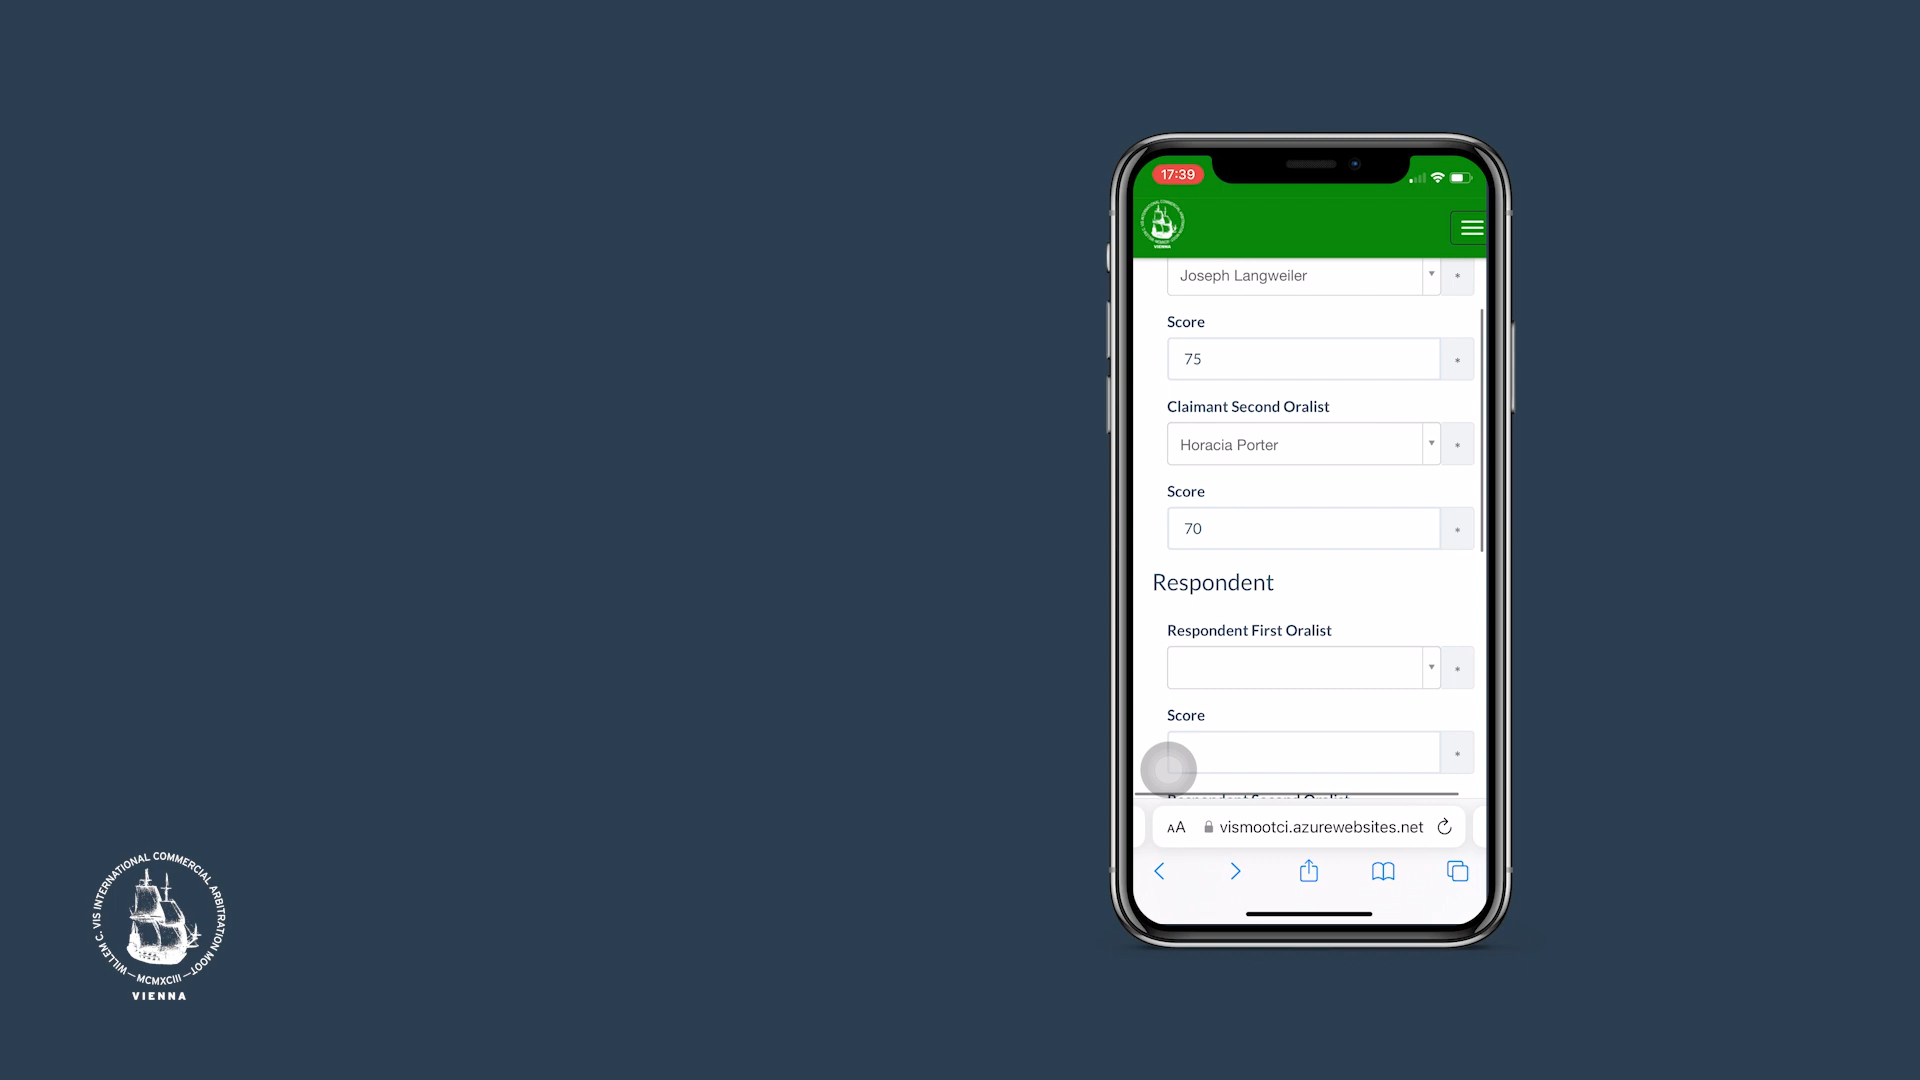 17:39
Joseph Langweiler
*
Score
75
*
Claimant Second Oralist
Horacia Porter
*
Score
70
*
Respondent
Respondent First Oralist
*
Score
*
Respondent Second Oralist
AA
vismootci.azurewebsites.net
WILLEM C. VIS INTERNATIONAL COMMERCIAL ARBITRATION MOOT
MCMXCIII
VIENNA
VIENNA